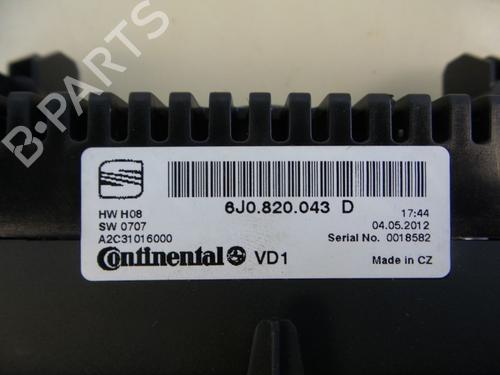 B-PARTS
6J0.820.043 D
HW H08
17:44
SW 0707
04.05.2012
A2C31016000
Serial No. 0018582
Continental VD1
Made in CZ